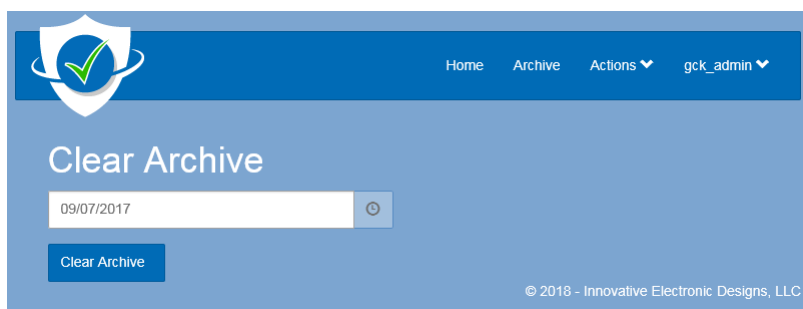 Home Archive Actions gck_admin
Clear Archive
09/07/2017
Clear Archive
© 2018 - Innovative Electronic Designs, LLC